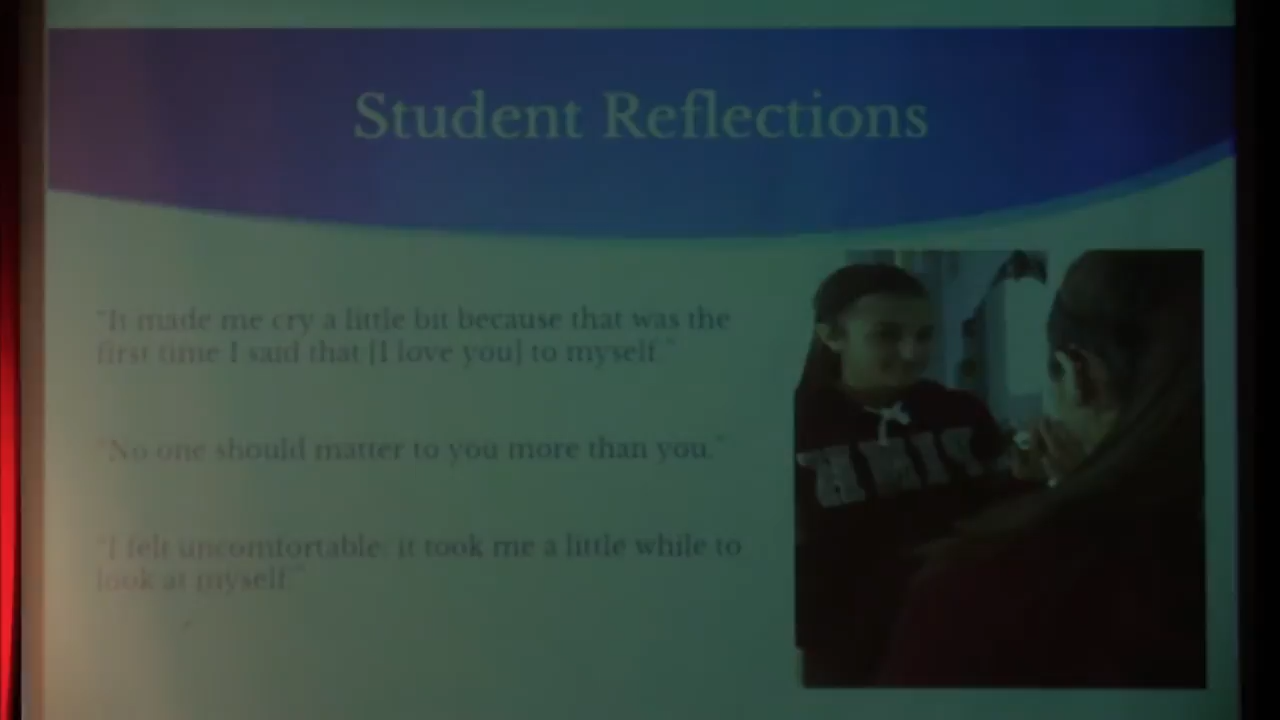 Student Reflections
"It made me cry a little bit because that was the
first time I said that [I love you] to myself."
"No one should matter to you more than you."
"I felt uncomfortable; it took me a little while to
look at myself."